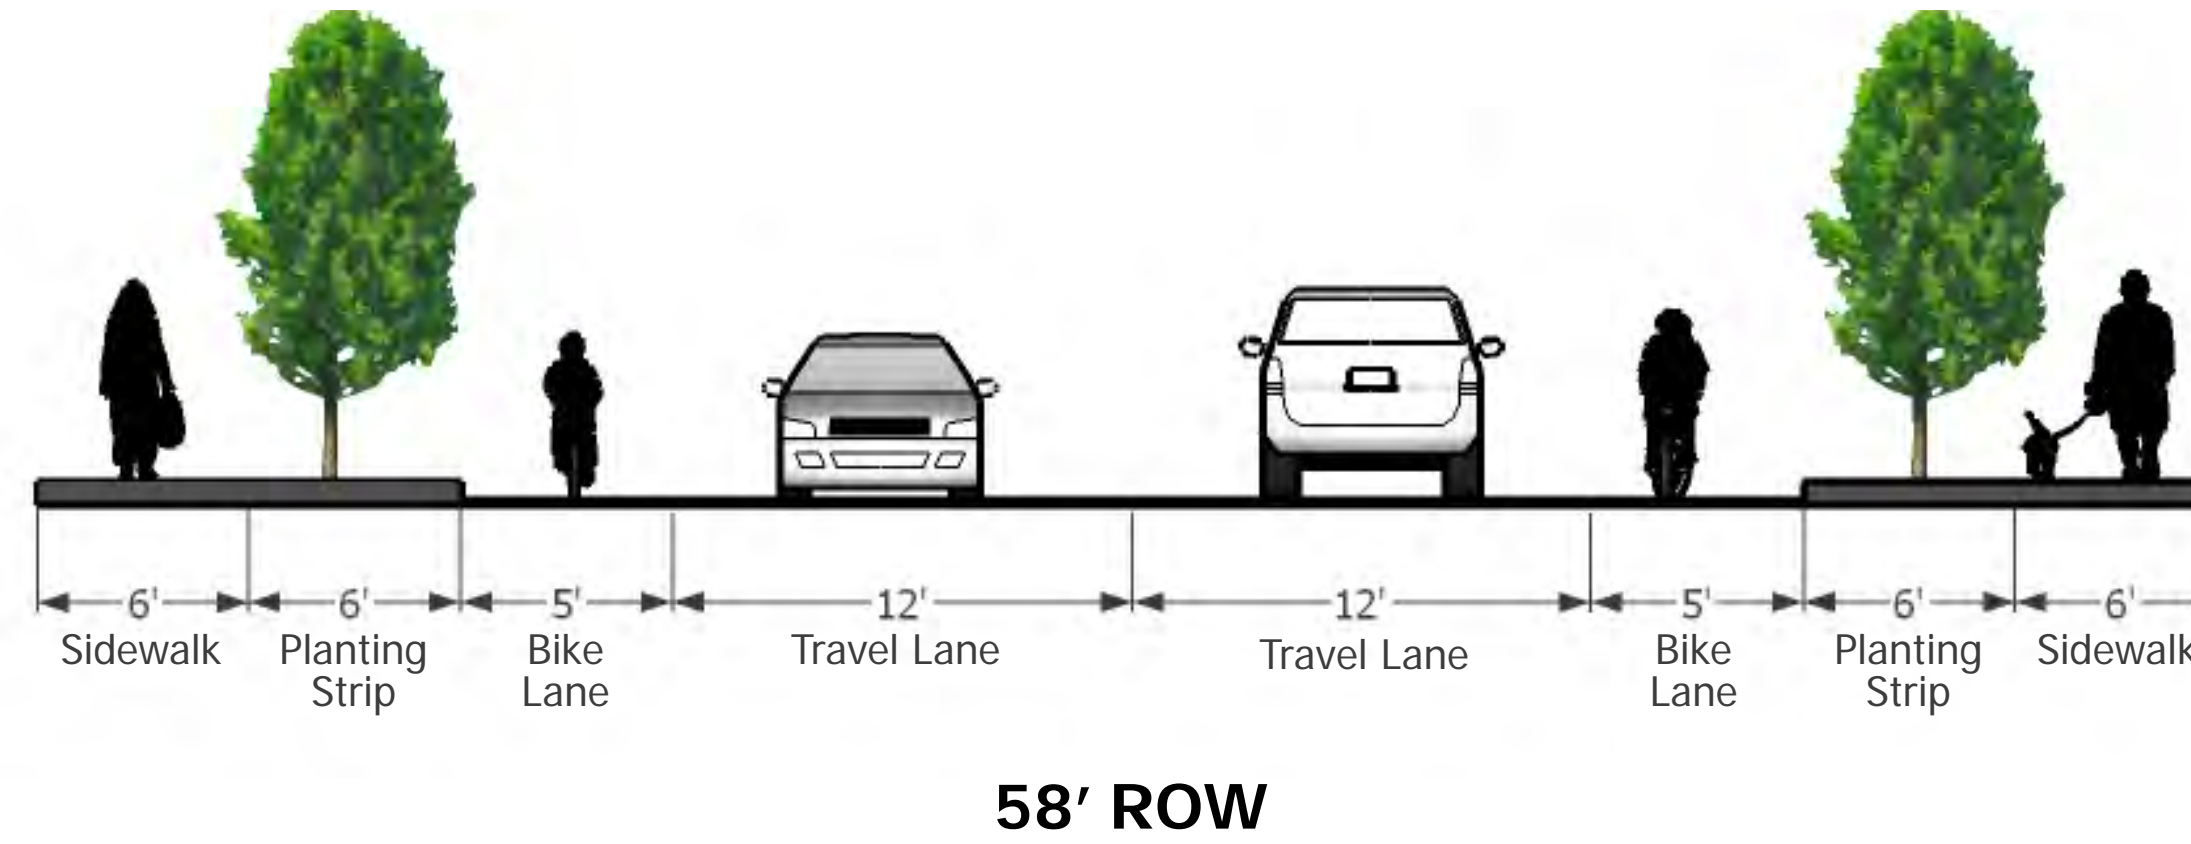 6' 6' 5' 12' 12' 5' 6' 6'
Sidewalk Planting Bike Travel Lane Travel Lane Bike Planting Sidewalk
Strip Lane Lane Strip
58' ROW